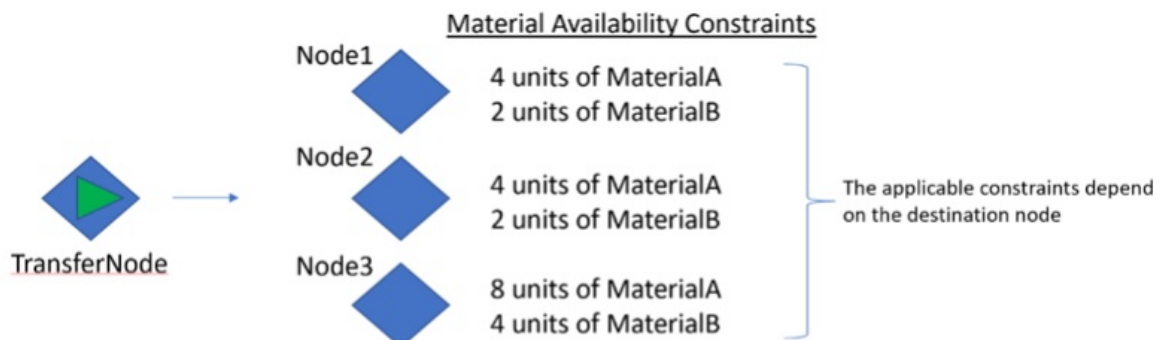 Material Availability Constraints
Node1
4 units of MaterialA
2 units of MaterialB
Node2
4 units of MaterialA
2 units of MaterialB
The applicable constraints depend
on the destination node
TransferNode
Node3
8 units of MaterialA
4 units of MaterialB